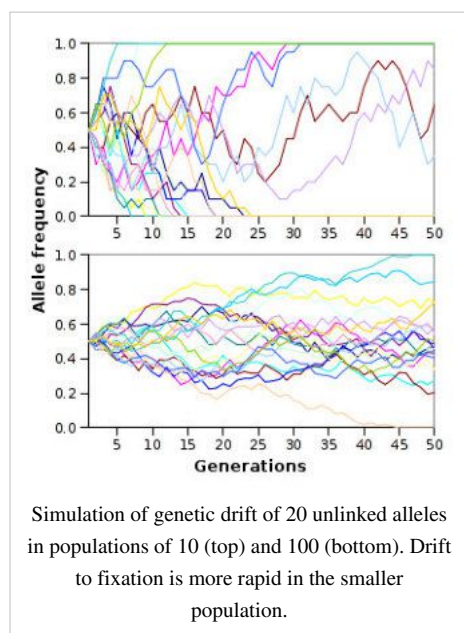 1.0
0.8
0.6
0.4
0.2
0.0
5 10 15 20 25 30 35 40 45 50
Allele frequency
1.0
0.8
0.6
0.4
0.2
0.0
5 10 15 20 25 30 35 40 45 50
Generations
Simulation of genetic drift of 20 unlinked alleles
in populations of 10 (top) and 100 (bottom). Drift
to fixation is more rapid in the smaller
population.